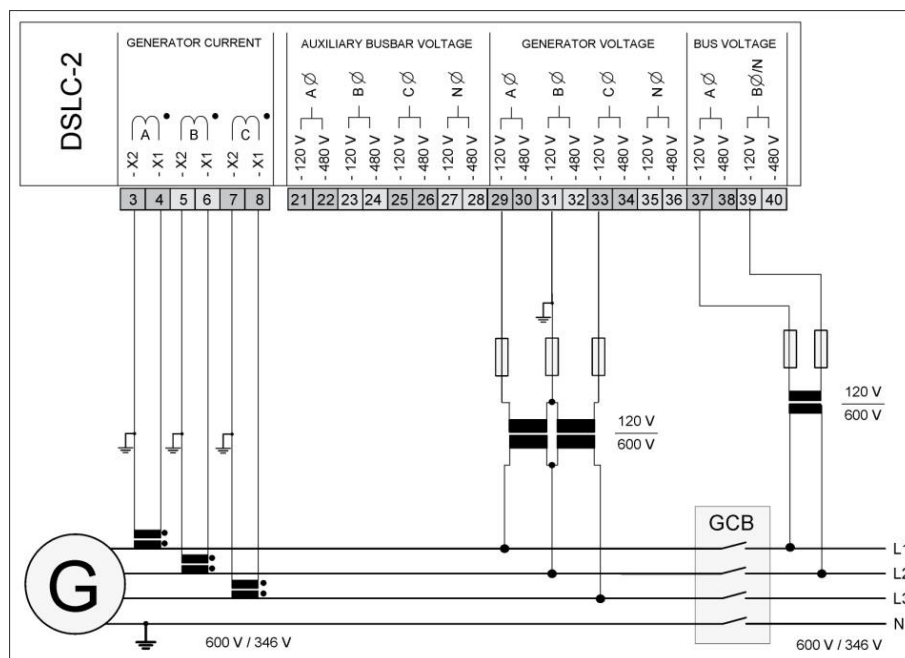 DSLC-2
GENERATOR CURRENT
AUXILIARY BUSBAR VOLTAGE
GENERATOR VOLTAGE
BUS VOLTAGE
A
B
C
A Ø
B Ø
C Ø
N Ø
A Ø
B Ø
C Ø
N Ø
A Ø
BØ/N
- X2
- X1
- X2
- X1
- X2
- X1
- 120 V
- 480 V
- 120 V
- 480 V
- 120 V
- 480 V
- 120 V
- 480 V
- 120 V
- 480 V
- 120 V
- 480 V
- 120 V
- 480 V
- 120 V
- 480 V
- 120 V
- 480 V
- 120 V
- 480 V
3 4 5 6 7 8
21 22 23 24 25 26 27 28 29 30 31 32 33 34 35 36 37 38 39 40
120 V
600 V
120 V
600 V
GCB
G
L1
L2
L3
N
600 V / 346 V
600 V / 346 V